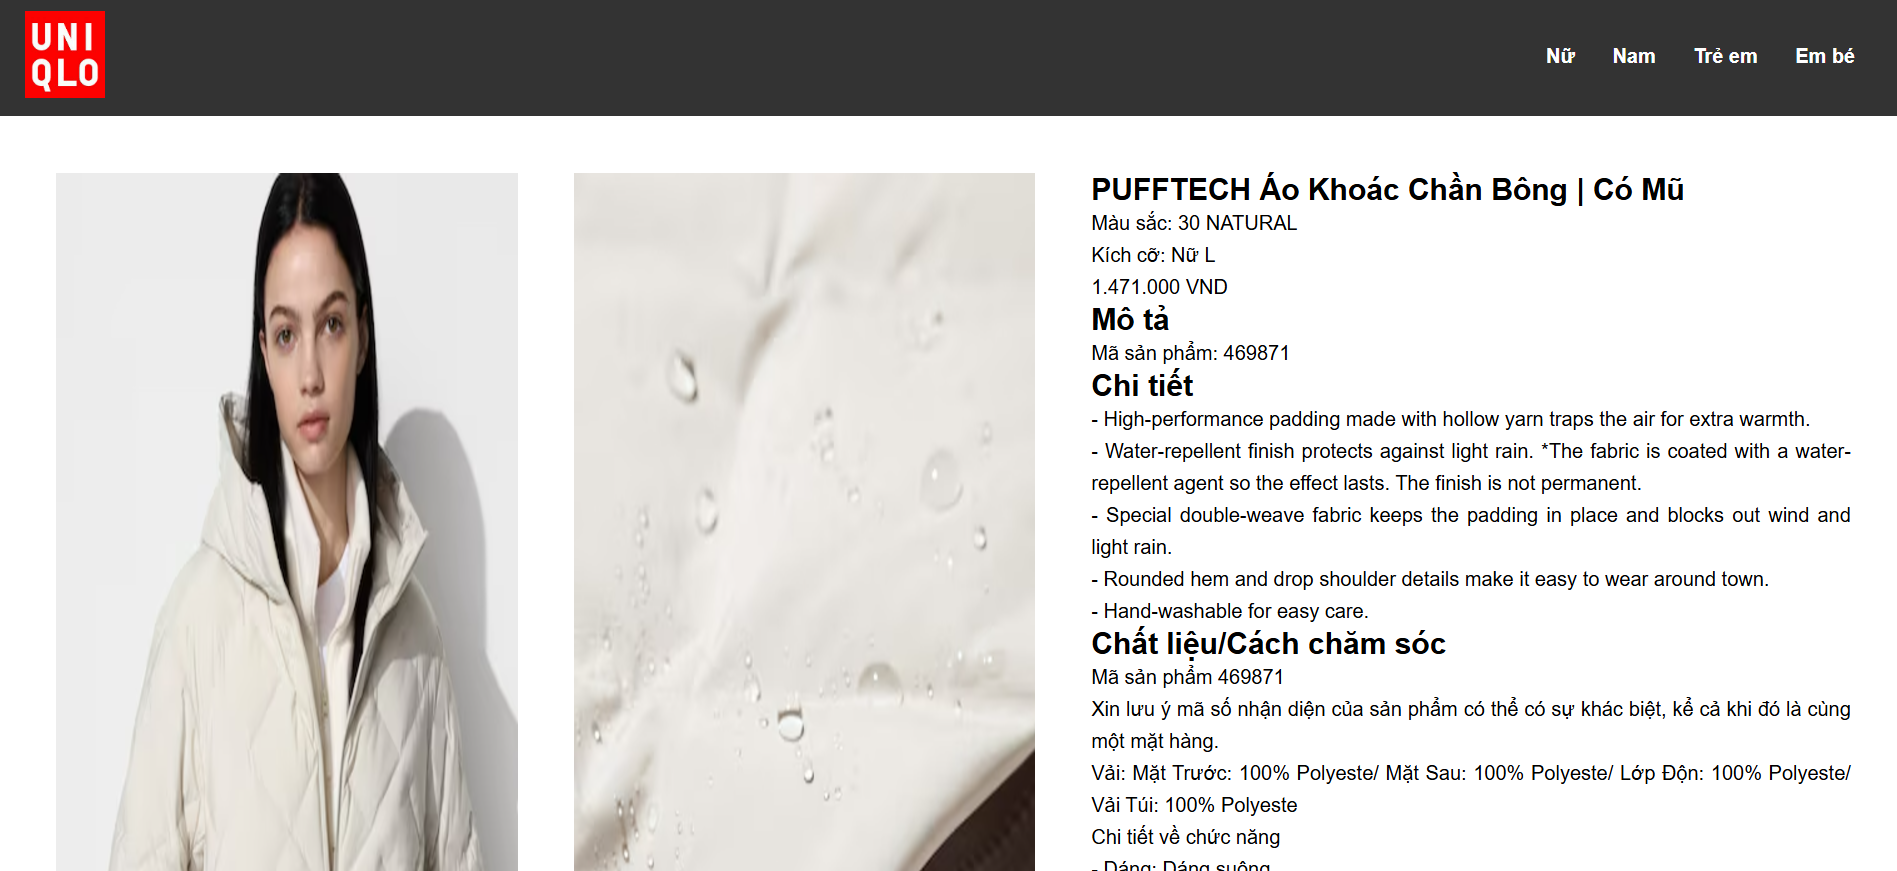 UNI
QLO
Nữ Nam Trẻ em Em bé
PUFFTECH Áo Khoác Chần Bông | Có Mũ
Màu sắc: 30 NATURAL
Kích cỡ: Nữ L
1.471.000 VND
Mô tả
Mã sản phẩm: 469871
Chi tiết
- High-performance padding made with hollow yarn traps the air for extra warmth.
- Water-repellent finish protects against light rain. *The fabric is coated with a water-
repellent agent so the effect lasts. The finish is not permanent.
- Special double-weave fabric keeps the padding in place and blocks out wind and
light rain.
- Rounded hem and drop shoulder details make it easy to wear around town.
- Hand-washable for easy care.
Chất liệu/Cách chăm sóc
Mã sản phẩm 469871
Xin lưu ý mã số nhận diện của sản phẩm có thể có sự khác biệt, kể cả khi đó là cùng
một mặt hàng.
Vải: Mặt Trước: 100% Polyeste/ Mặt Sau: 100% Polyeste/ Lớp Độn: 100% Polyeste/
Vải Túi: 100% Polyeste
Chi tiết về chức năng
- Dáng: Dáng suông